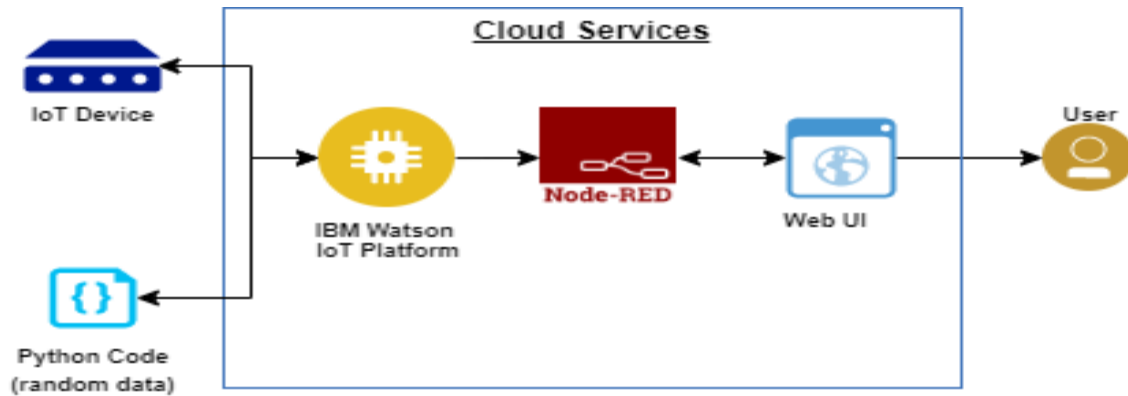 Cloud Services
IoT Device
User
Node-RED
Web UI
IBM Watson
IoT Platform
{ }
Python Code
(random data)